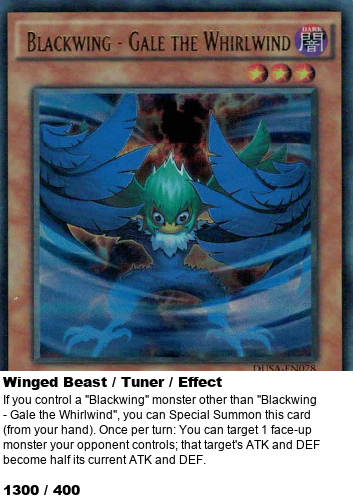 BLACKWING - GALE THE WHIRLWIND
DARK
闇
DUSA-EN078
Winged Beast / Tuner / Effect
If you control a "Blackwing" monster other than "Blackwing
- Gale the Whirlwind", you can Special Summon this card
(from your hand). Once per turn: You can target 1 face-up
monster your opponent controls; that target's ATK and DEF
become half its current ATK and DEF.
1300 / 400